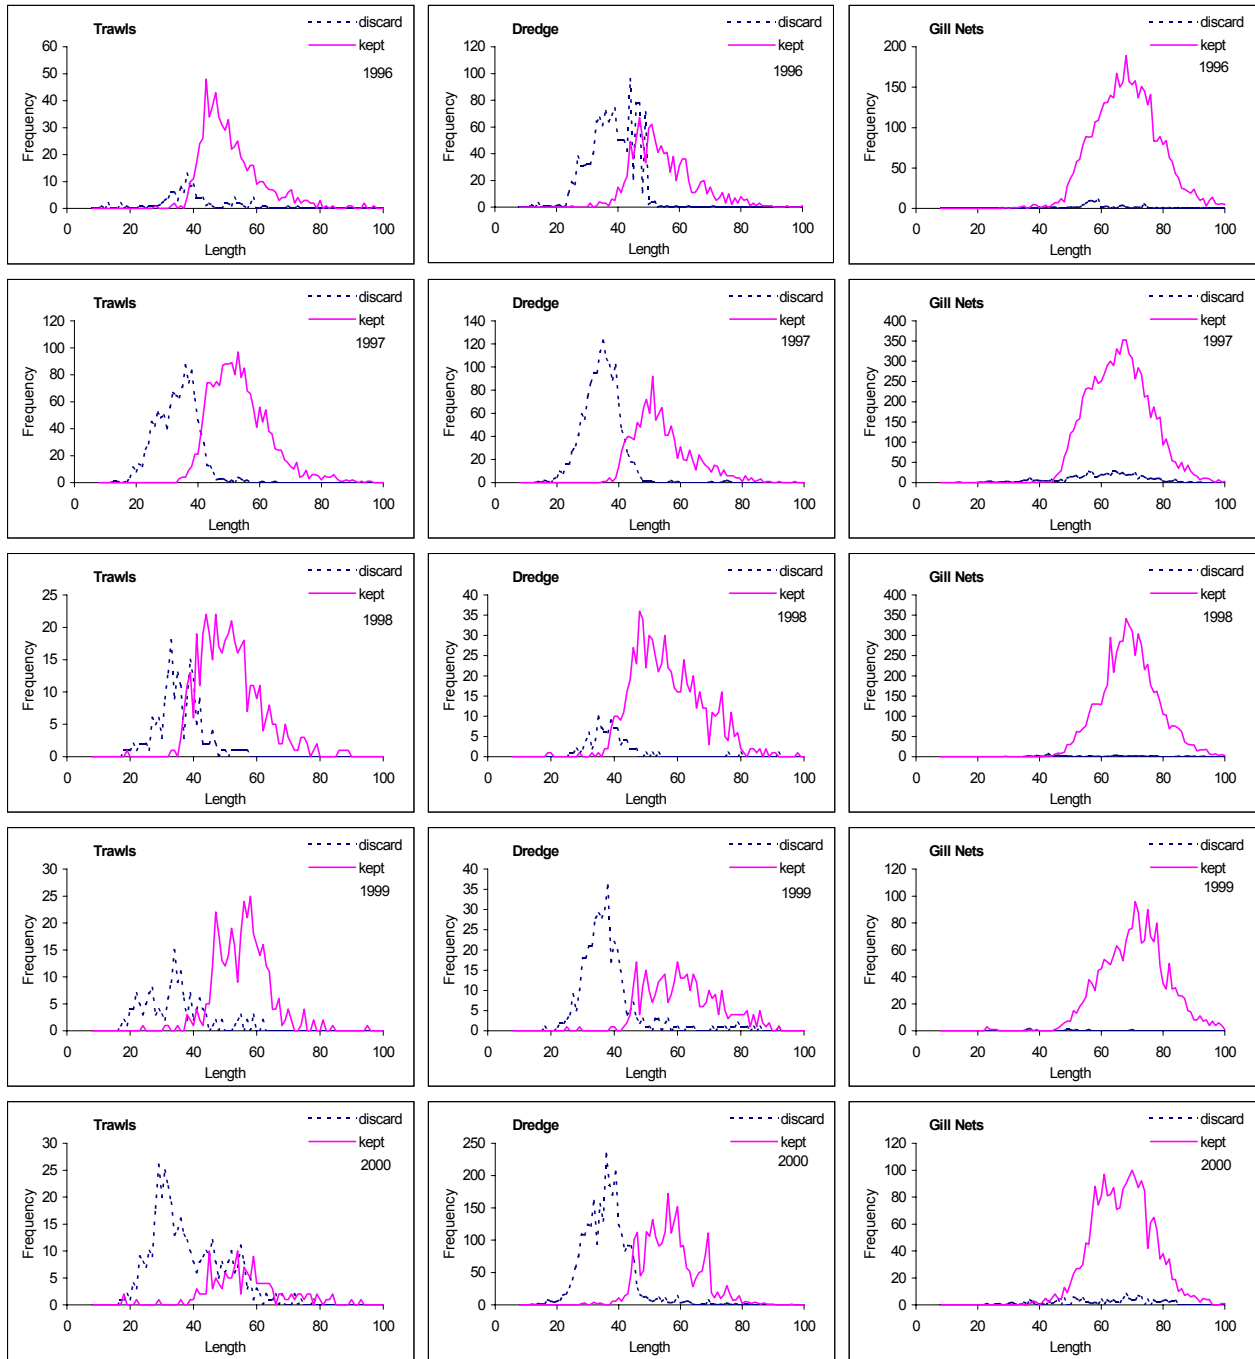 Trawls
discard
kept
1996
Frequency
60
50
40
30
20
10
0
0 20 40 60 80 100
Length
Dredge
discard
kept
1996
Frequency
120
100
80
60
40
20
0
0 20 40 60 80 100
Length
Gill Nets
discard
kept
1996
Frequency
200
150
100
50
0
0 20 40 60 80 100
Length
Trawls
discard
kept
1997
Frequency
120
100
80
60
40
20
0
0 20 40 60 80 100
Length
Dredge
discard
kept
1997
Frequency
140
120
100
80
60
40
20
0
0 20 40 60 80 100
Length
Gill Nets
discard
kept
1997
Frequency
400
350
300
250
200
150
100
50
0
0 20 40 60 80 100
Length
Trawls
discard
kept
1998
Frequency
25
20
15
10
5
0
0 20 40 60 80 100
Length
Dredge
discard
kept
1998
Frequency
40
35
30
25
20
15
10
5
0
0 20 40 60 80 100
Length
Gill Nets
discard
kept
1998
Frequency
400
350
300
250
200
150
100
50
0
0 20 40 60 80 100
Length
Trawls
discard
kept
1999
Frequency
30
25
20
15
10
5
0
0 20 40 60 80 100
Length
Dredge
discard
kept
1999
Frequency
40
35
30
25
20
15
10
5
0
0 20 40 60 80 100
Length
Gill Nets
discard
kept
1999
Frequency
120
100
80
60
40
20
0
0 20 40 60 80 100
Length
Trawls
discard
kept
2000
Frequency
30
25
20
15
10
5
0
0 20 40 60 80 100
Length
Dredge
discard
kept
2000
Frequency
250
200
150
100
50
0
0 20 40 60 80 100
Length
Gill Nets
discard
kept
2000
Frequency
120
100
80
60
40
20
0
0 20 40 60 80 100
Length